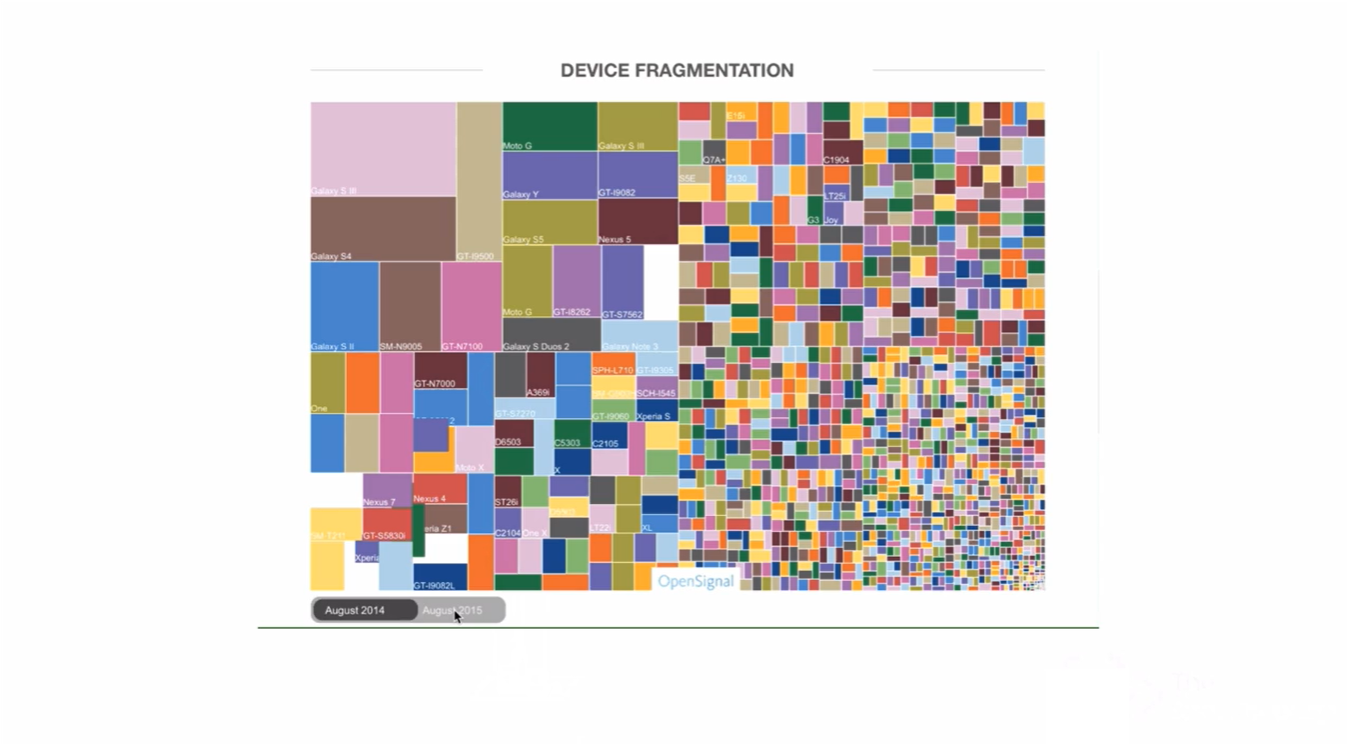 DEVICE FRAGMENTATION
Galaxy S III
Galaxy S4
GT-I9500
Moto G
Galaxy S III
Galaxy Y
GT-I9082
Galaxy S5
Nexus 5
Galaxy S II
SM-N9005
GT-N7100
Moto G
GT-I8262
GT-S7562
Galaxy S Duos 2
Galaxy Note 3
E15i
Q7A+
C1904
S5E
Z130
LT25i
G3
Joy
One
GT-N7000
A369i
SPH-L710
GT-I9305
SCH-I545
GT-S7270
GT-I9060
Xperia S
D6503
C5303
C2105
Moto X
X
Nexus 7
Nexus 4
ST26i
eria Z1
GT-S5830i
C2104
One X
LT22i
XL
Xperia
GT-I9082L
OpenSignal
August 2014
August 2015